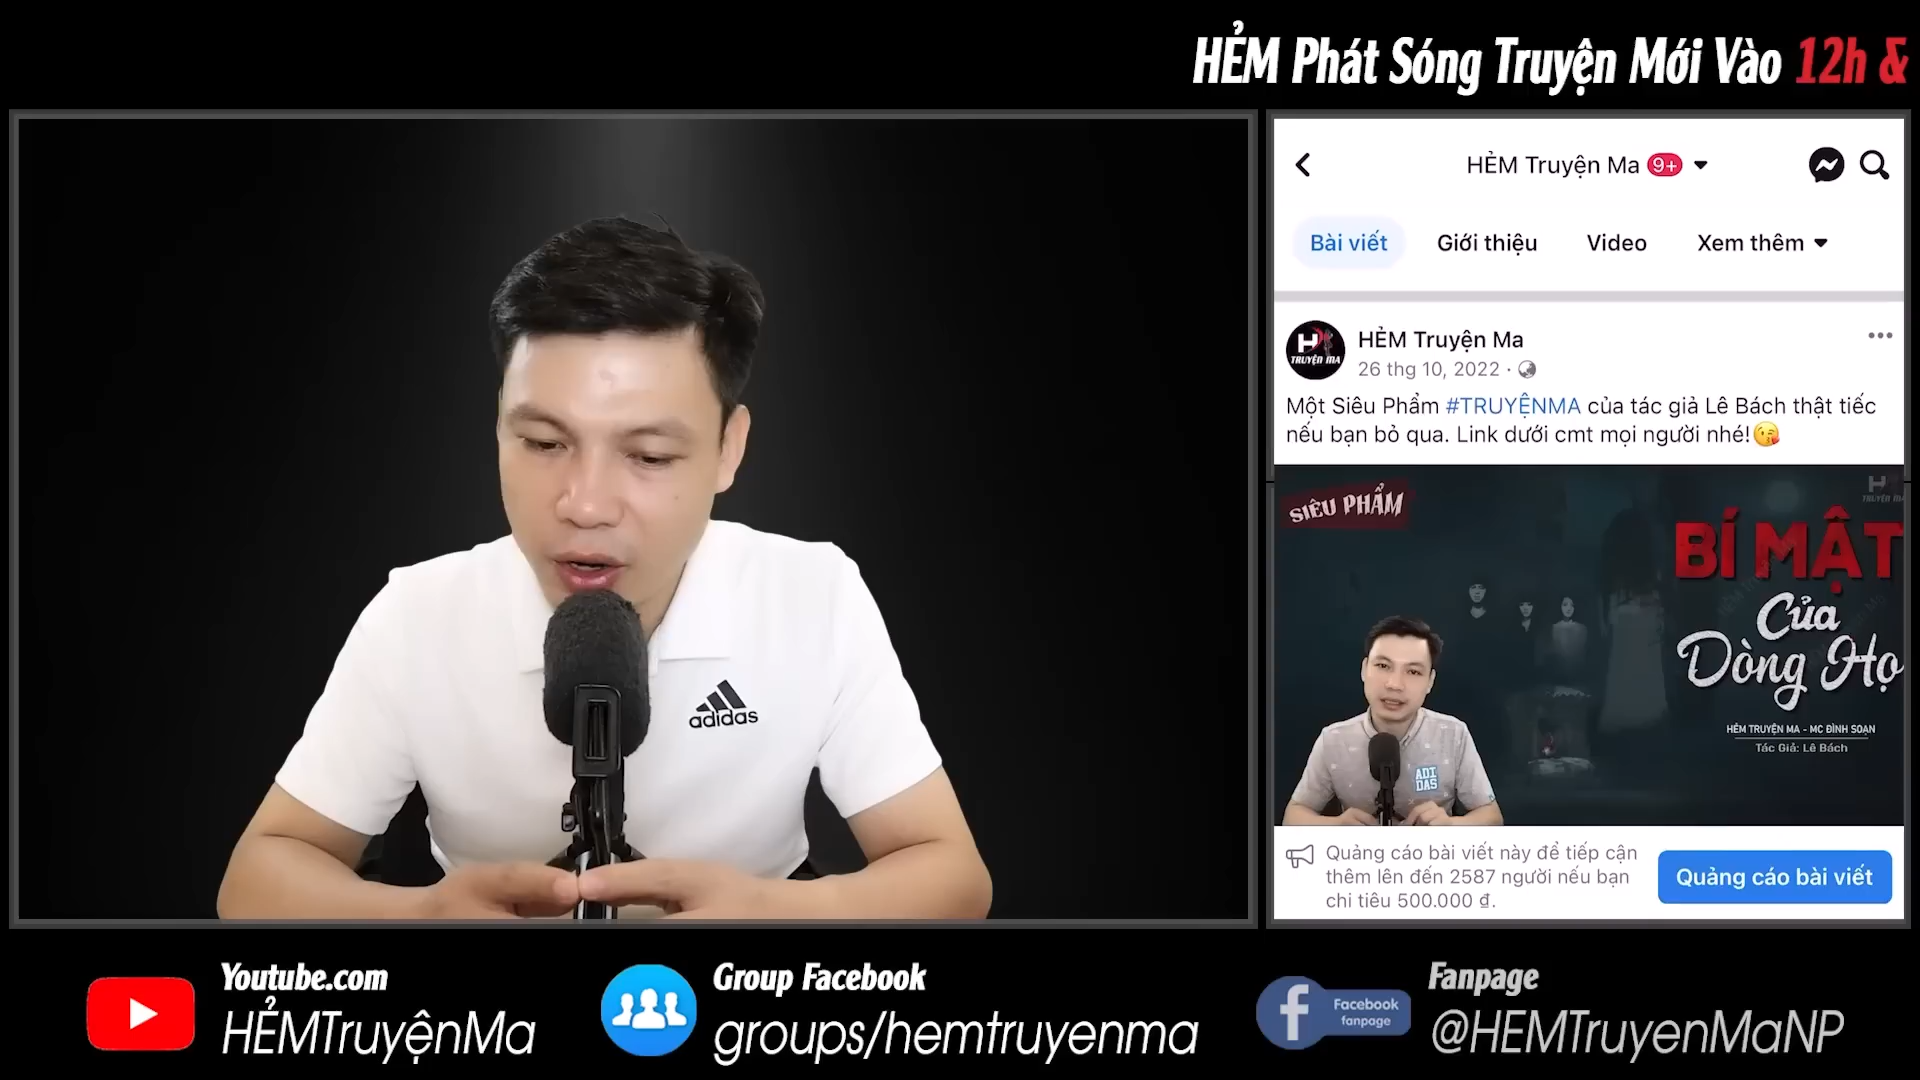 HẺM Phát Sóng Truyện Mới Vào 12h &
HẺM Truyện Ma 9+
Bài viết Giới thiệu Video Xem thêm
H TRUYỆN MA
HẺM Truyện Ma
26 thg 10, 2022 ·
Một Siêu Phẩm #TRUYỆNMA của tác giả Lê Bách thật tiếc
nếu bạn bỏ qua. Link dưới cmt mọi người nhé!😘
SIÊU PHẨM
BÍ MẬT
Của
Dòng Họ
HẺM TRUYỆN MA - MC ĐÌNH SOẠN
Tác Giả: Lê Bách
ADI
DAS
adidas
Quảng cáo bài viết này để tiếp cận
thêm lên đến 2587 người nếu bạn
chi tiêu 500.000 ₫.
Quảng cáo bài viết
Youtube.com
HẺMTruyệnMa
Group Facebook
groups/hemtruyenma
Facebook
fanpage
Fanpage
@HEMTruyenMaNP